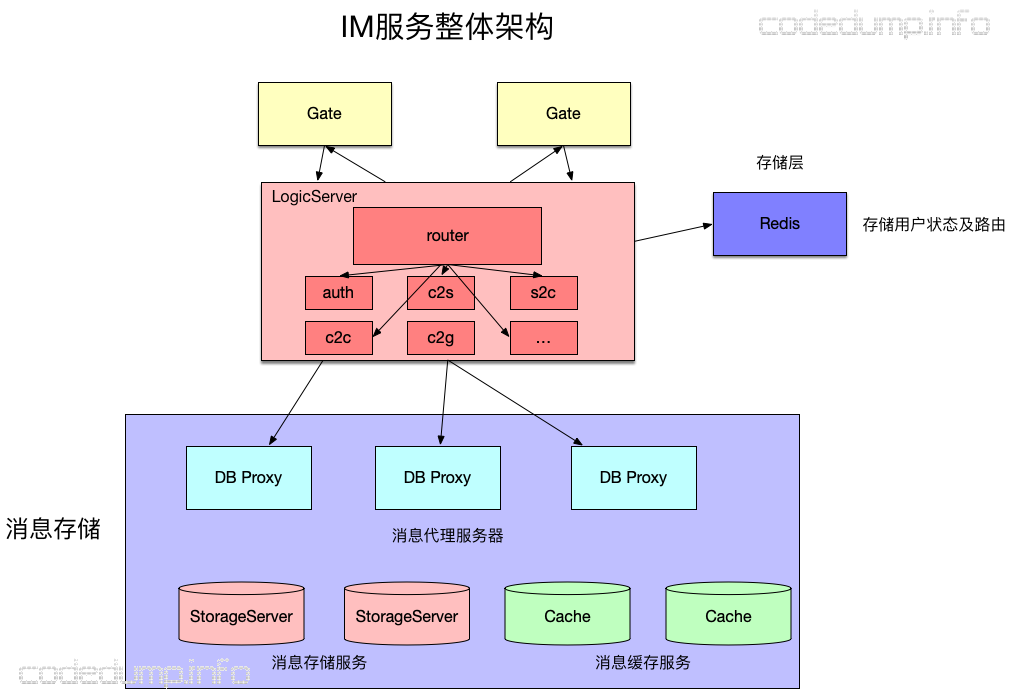 IM服务整体架构
codedump.info
Gate
Gate
存储层
LogicServer
router
Redis
存储用户状态及路由
auth
c2s
s2c
c2c
c2g
...
DB Proxy
DB Proxy
DB Proxy
消息存储
消息代理服务器
StorageServer
StorageServer
Cache
Cache
消息存储服务
消息缓存服务
codedump.info